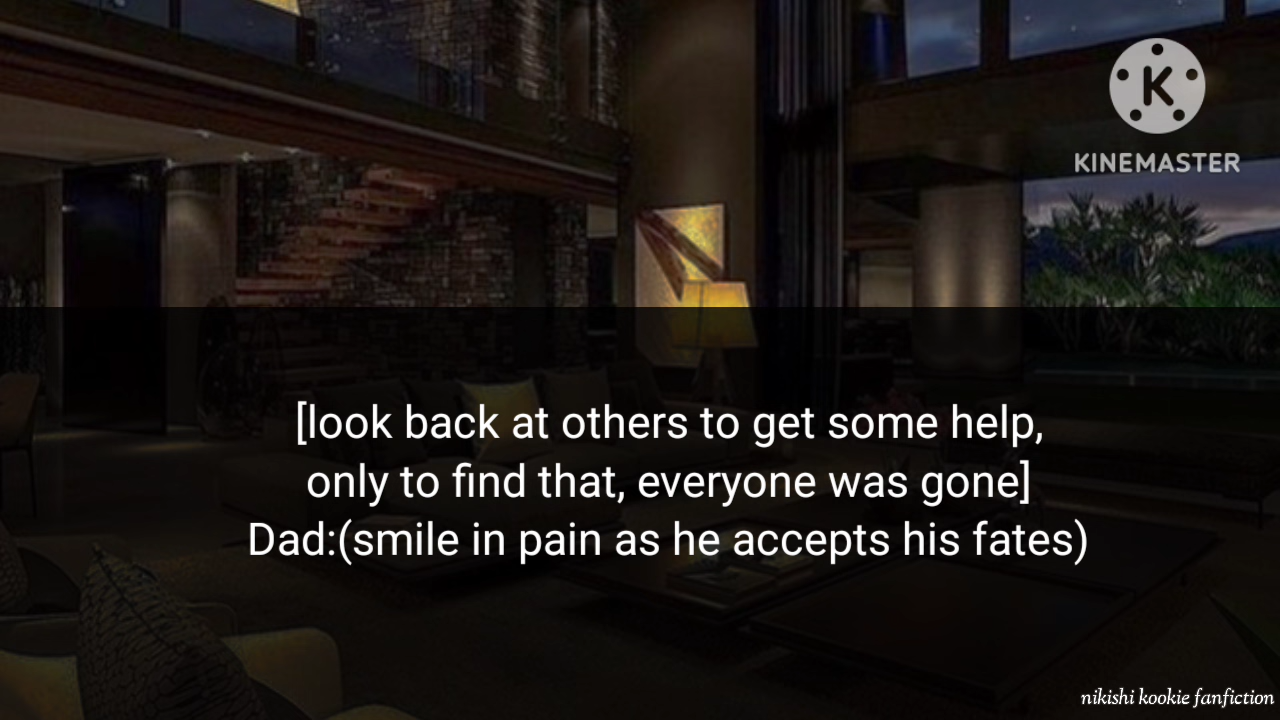 KINEMASTER
[look back at others to get some help,
only to find that, everyone was gone]
Dad:(smile in pain as he accepts his fates)
nikishi kookie fanfiction